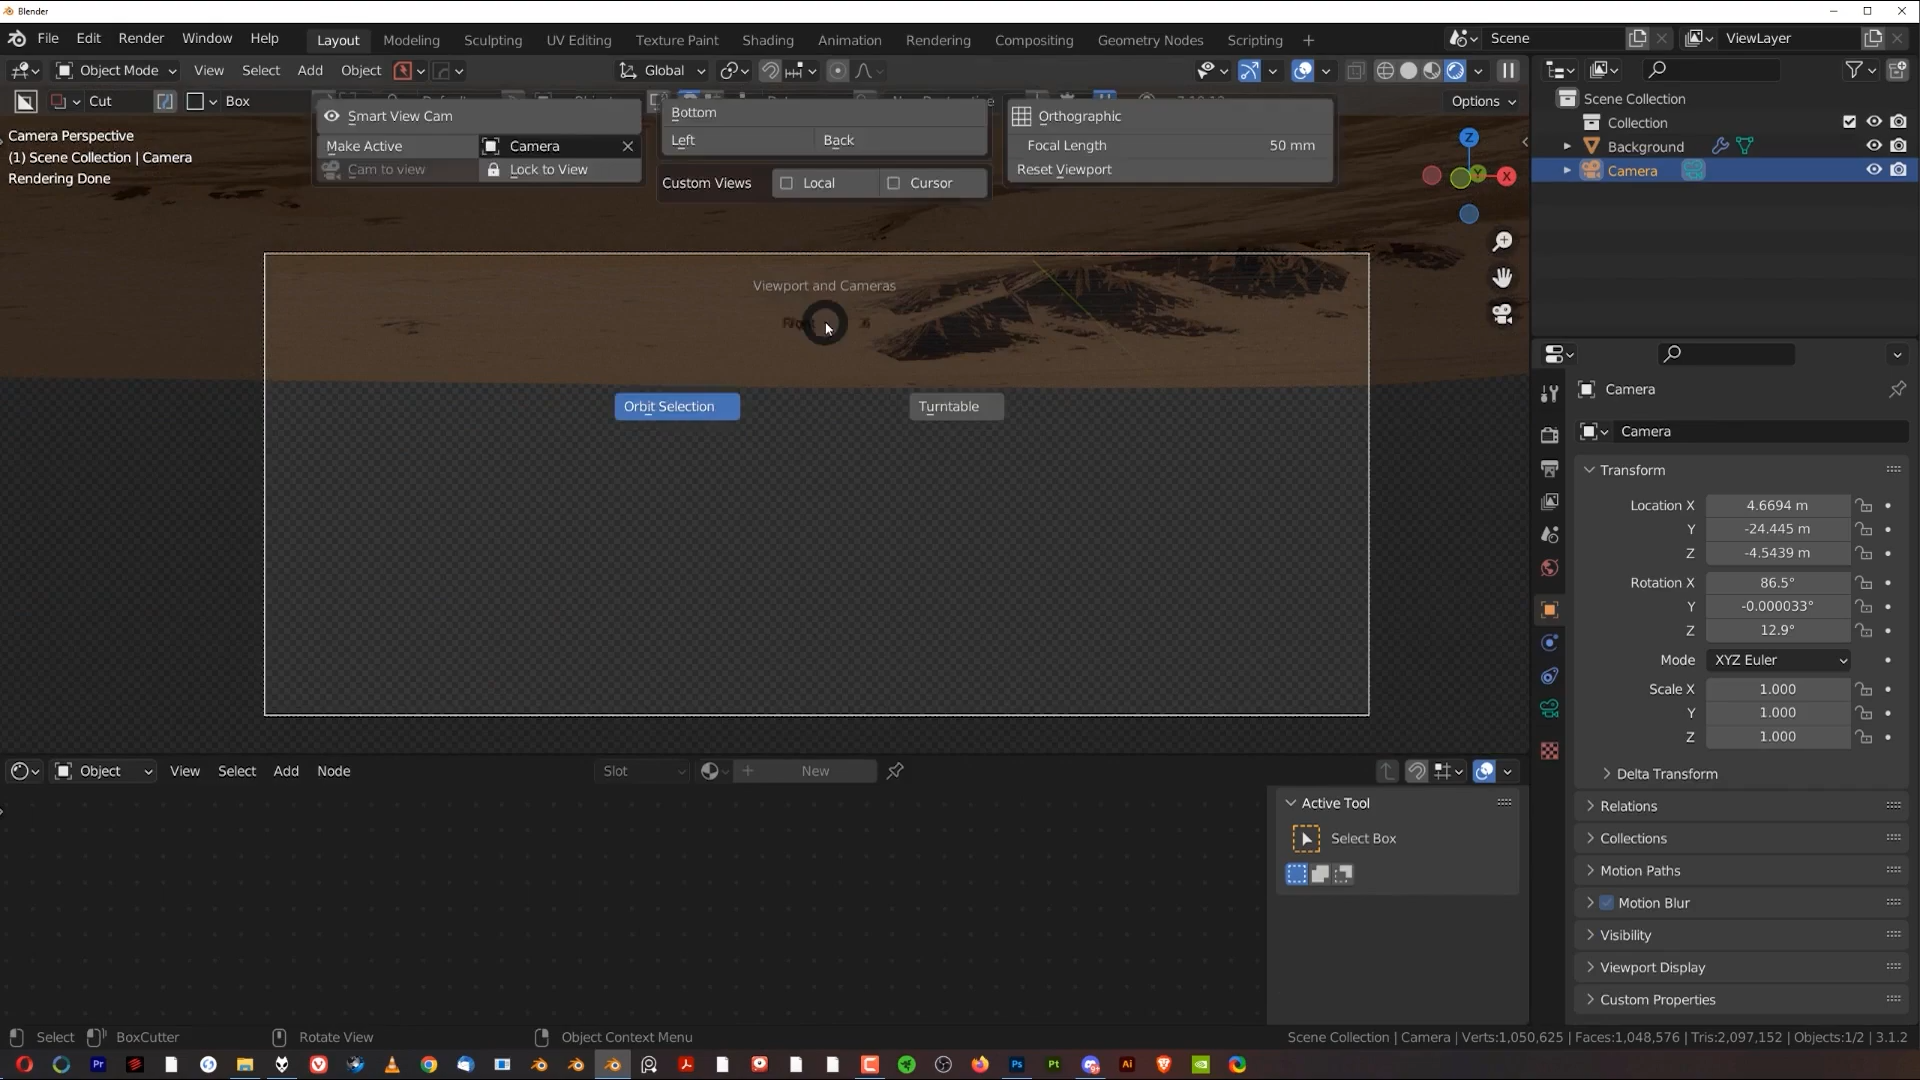 Blender
File Edit Render Window Help Layout Modeling Sculpting UV Editing Texture Paint Shading Animation Rendering Compositing Geometry Nodes Scripting + Scene ViewLayer
Object Mode View Select Add Object Global
Cut Box Options
Camera Perspective
(1) Scene Collection | Camera
Rendering Done
Smart View Cam
Make Active Camera
Cam to view Lock to View
Bottom
Left Back
Custom Views Local Cursor
Orthographic
Focal Length 50 mm
Reset Viewport
Z
Y
X
Viewport and Cameras
Orbit Selection Turntable
Scene Collection
Collection
Background
Camera
Camera
Camera
Transform
Location X 4.6694 m
Y -24.445 m
Z -4.5439 m
Rotation X 86.5°
Y -0.000033°
Z 12.9°
Mode XYZ Euler
Scale X 1.000
Y 1.000
Z 1.000
Delta Transform
Relations
Collections
Motion Paths
Motion Blur
Visibility
Viewport Display
Custom Properties
Object View Select Add Node Slot New
Active Tool
Select Box
Select BoxCutter Rotate View Object Context Menu Scene Collection | Camera | Verts:1,050,625 | Faces:1,048,576 | Tris:2,097,152 | Objects:1/2 | 3.1.2
Pr Ps Pt Ai